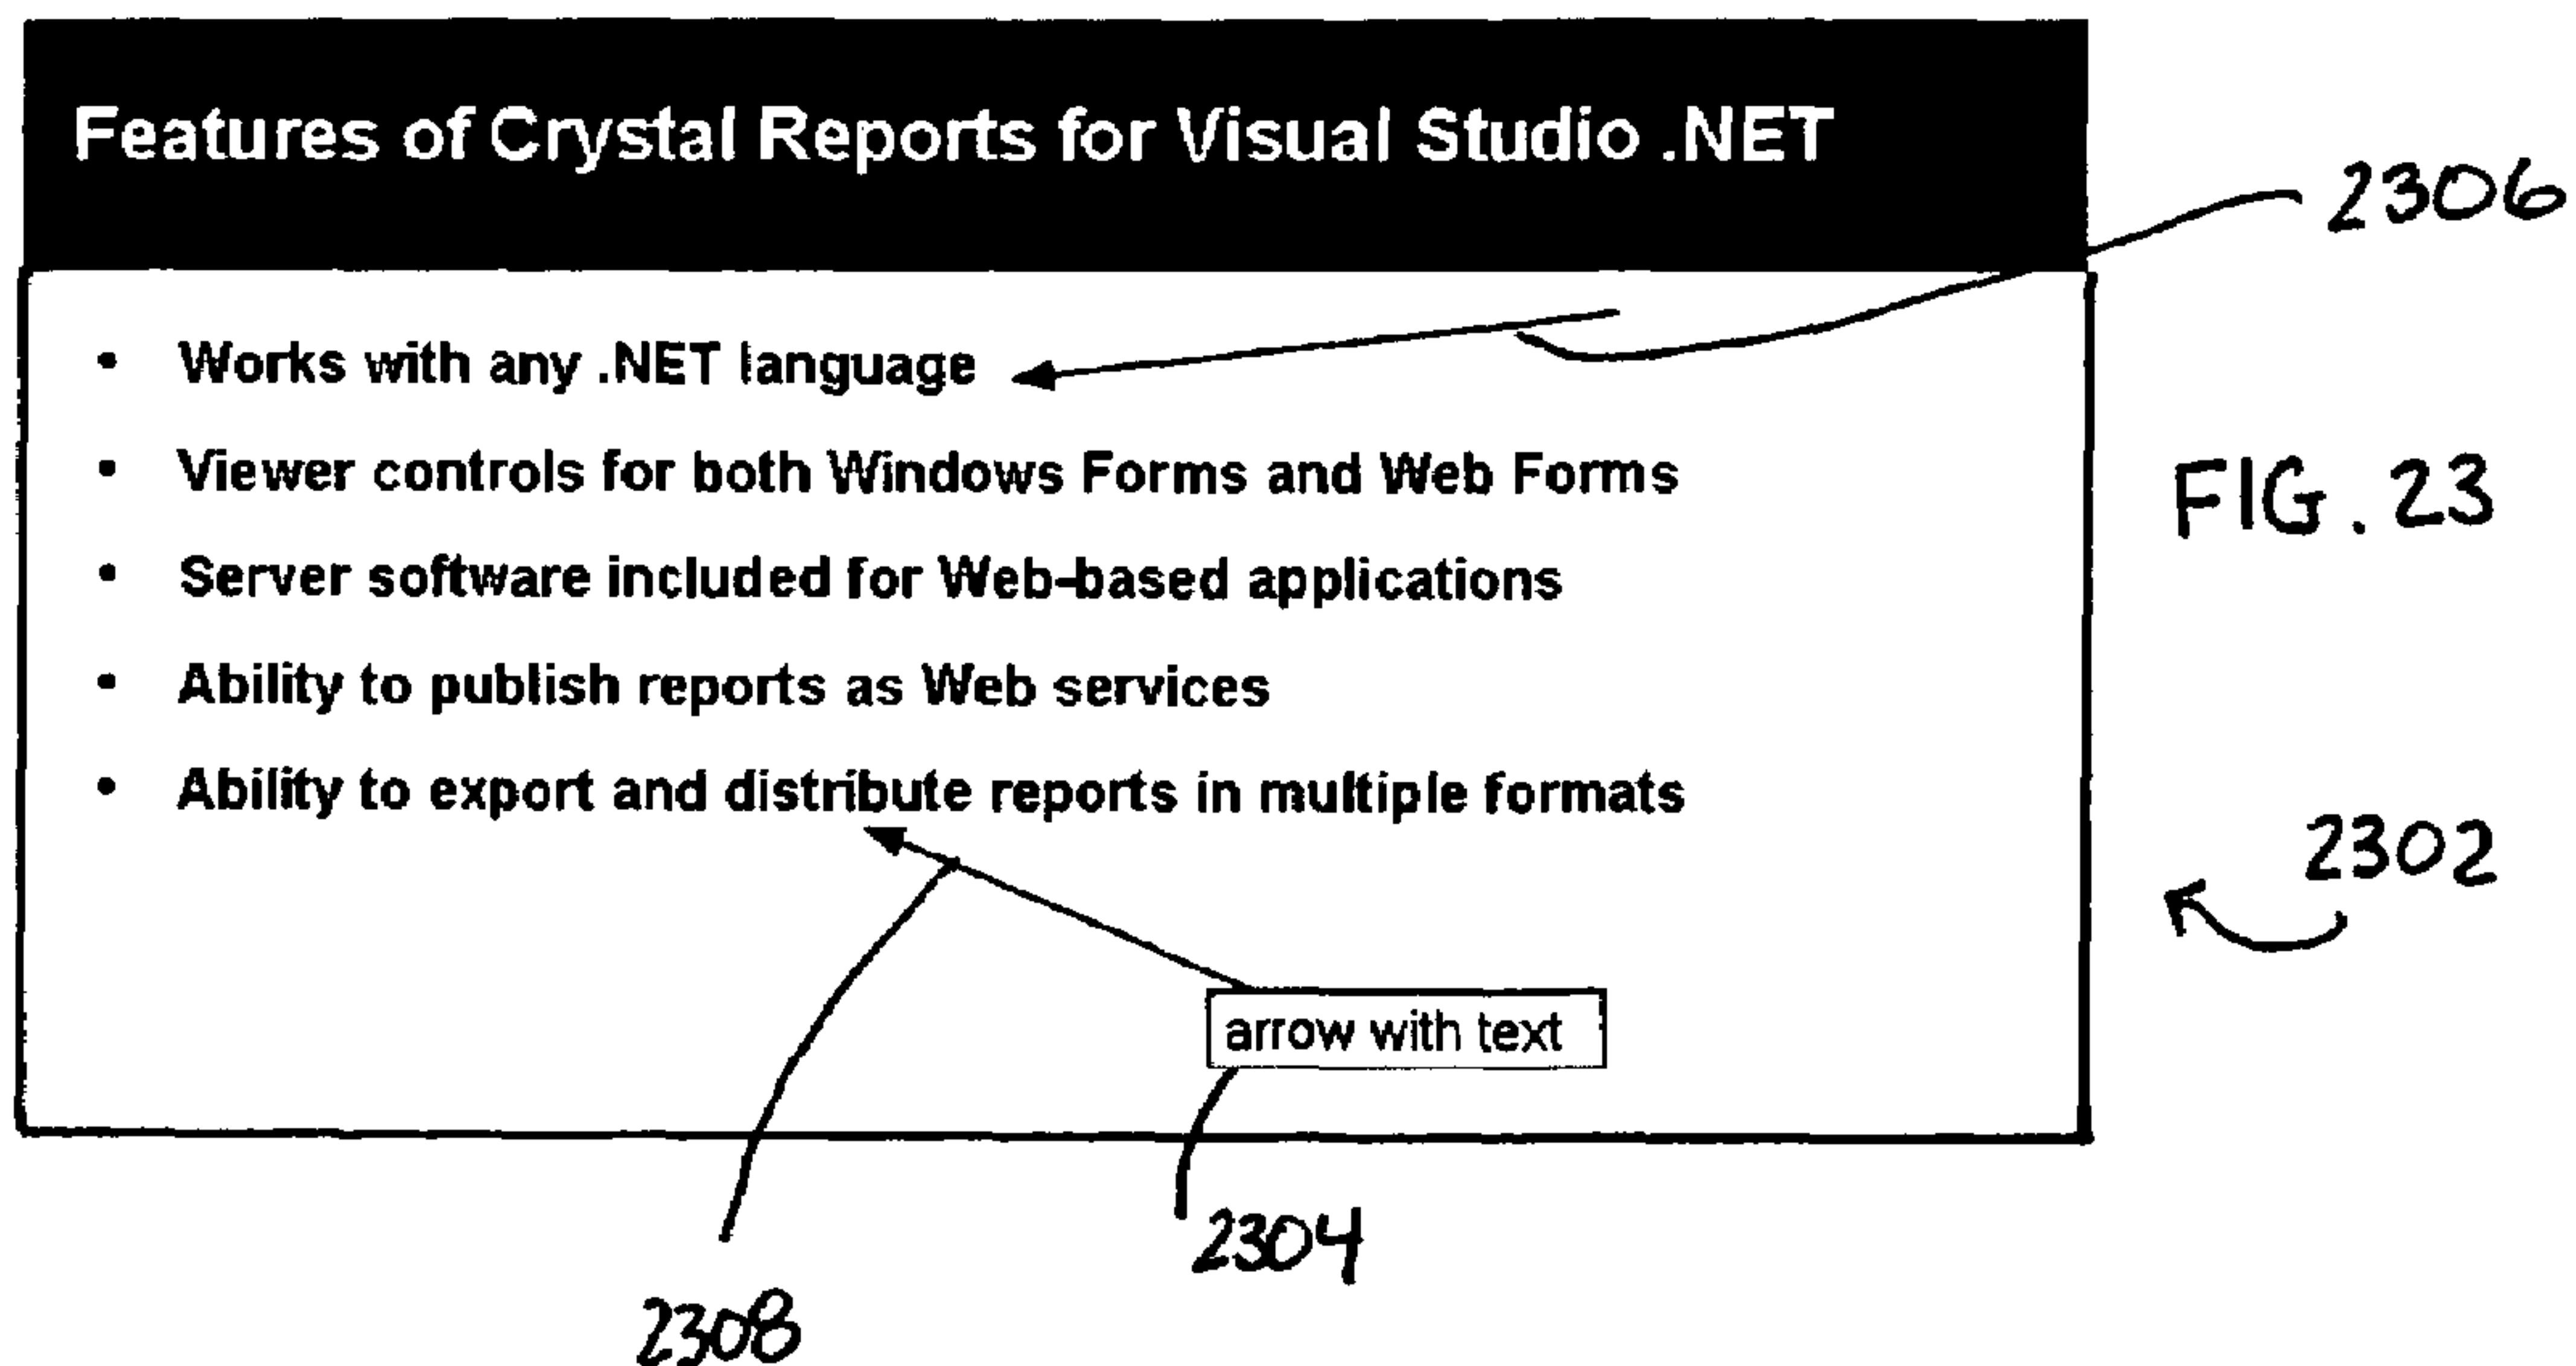 Features of Crystal Reports for Visual Studio .NET
2306
• Works with any .NET language
• Viewer controls for both Windows Forms and Web Forms
FIG. 23
• Server software included for Web-based applications
• Ability to publish reports as Web services
• Ability to export and distribute reports in multiple formats
2302
arrow with text
2304
2308